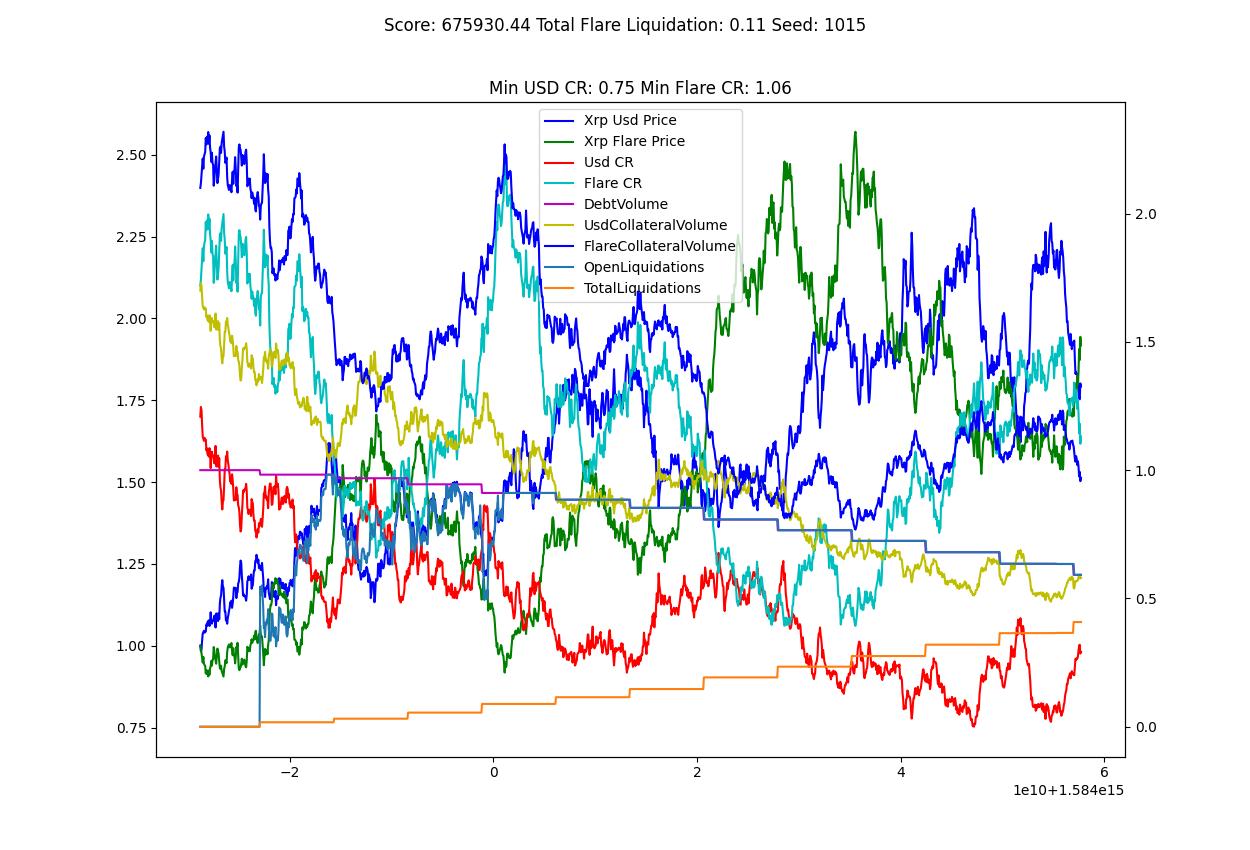 Score: 675930.44 Total Flare Liquidation: 0.11 Seed: 1015
Min USD CR: 0.75 Min Flare CR: 1.06
Xrp Usd Price
Xrp Flare Price
Usd CR
Flare CR
DebtVolume
UsdCollateralVolume
FlareCollateralVolume
OpenLiquidations
TotalLiquidations
2.50
2.25
2.00
1.75
1.50
1.25
1.00
0.75
2.0
1.5
1.0
0.5
0.0
−2 0 2 4 6
1e10+1.584e15